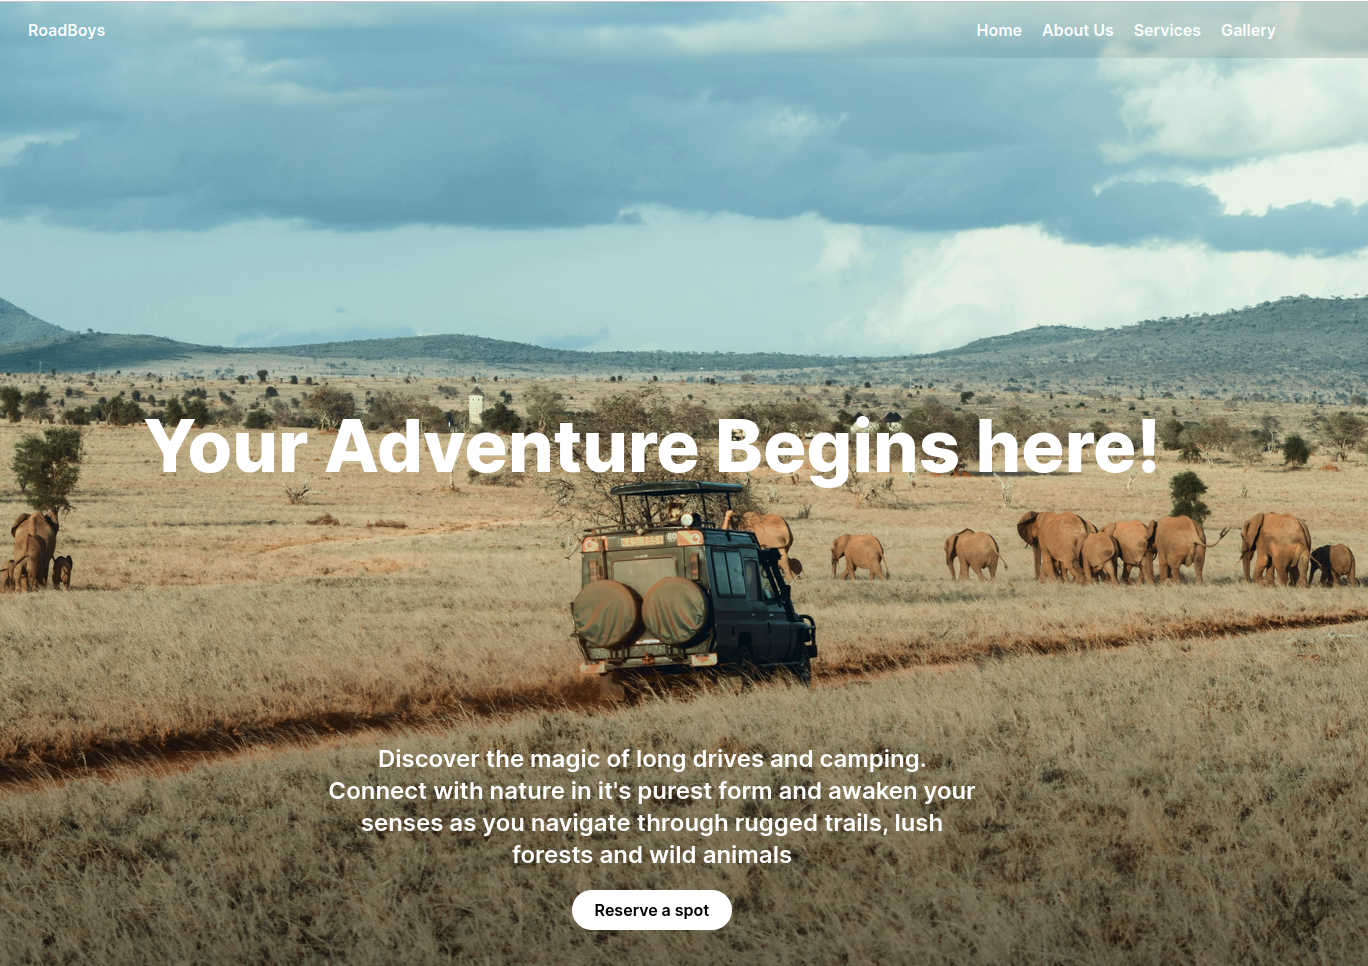 RoadBoys
Home About Us Services Gallery
Your Adventure Begins here!
Discover the magic of long drives and camping.
Connect with nature in it's purest form and awaken your
senses as you navigate through rugged trails, lush
forests and wild animals
Reserve a spot